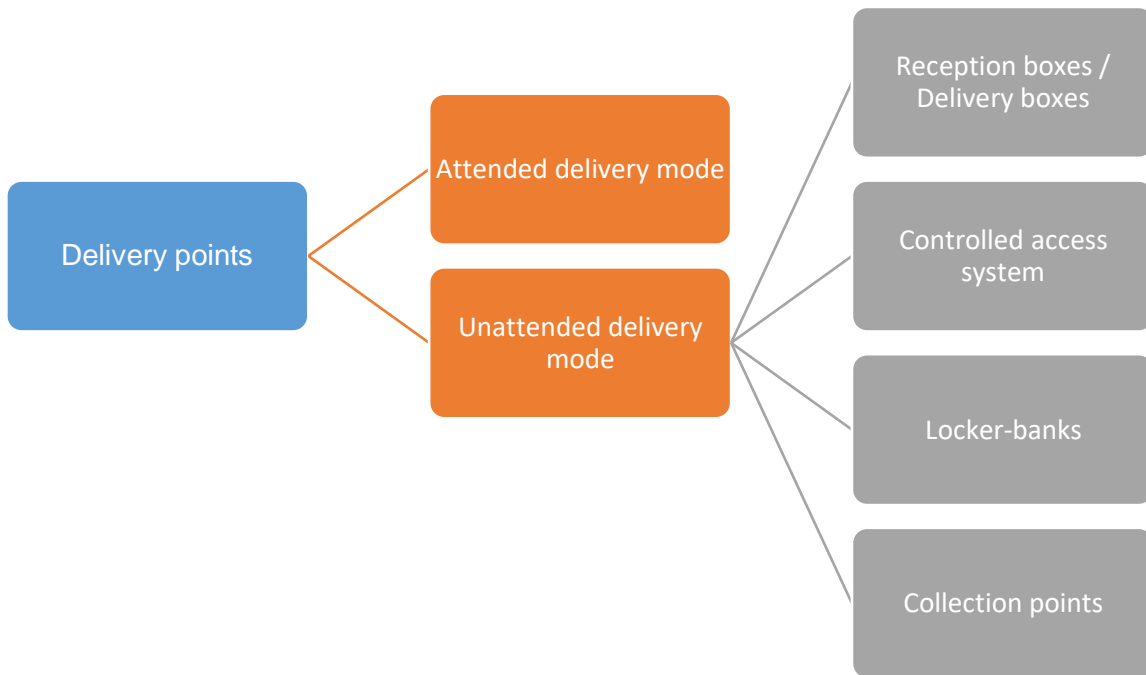 Delivery points
Attended delivery mode
Unattended delivery
mode
Reception boxes /
Delivery boxes
Controlled access
system
Locker-banks
Collection points